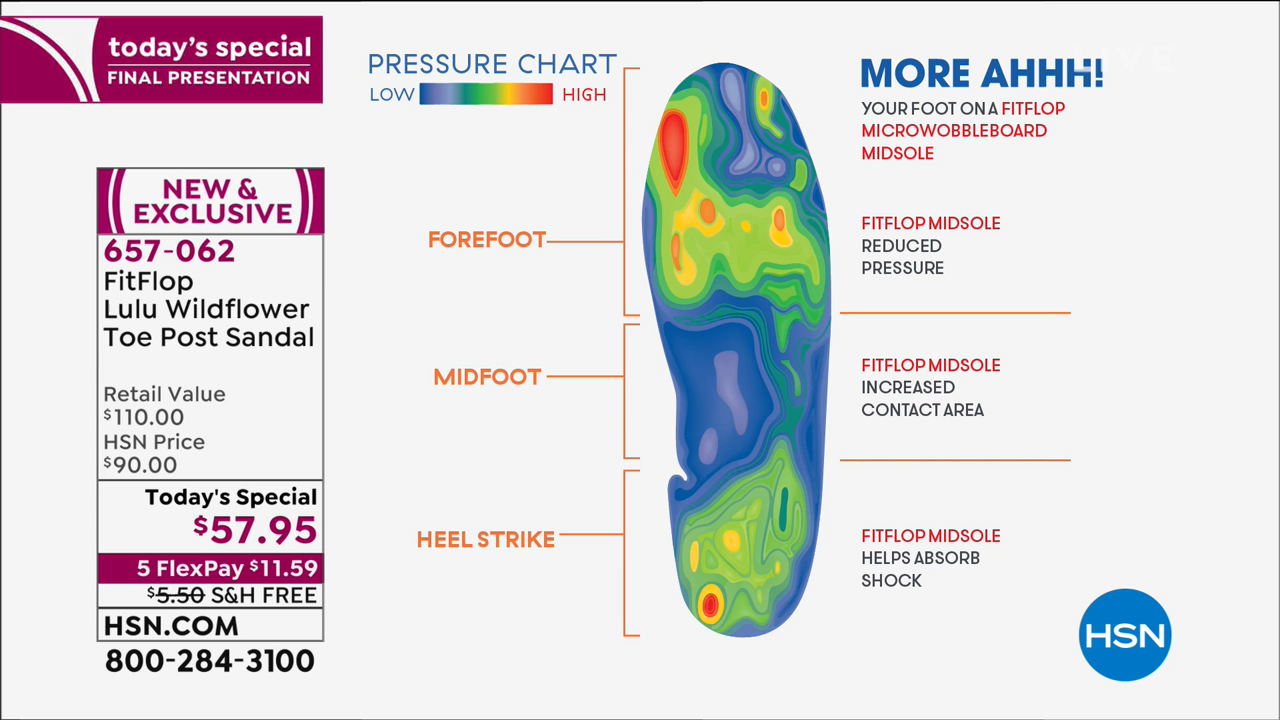 today's special
FINAL PRESENTATION
NEW &
EXCLUSIVE
657-062
FitFlop
Lulu Wildflower
Toe Post Sandal
Retail Value
$110.00
HSN Price
$90.00
Today's Special
$57.95
5 FlexPay $11.59
$5.50 S&H FREE
HSN.COM
800-284-3100
PRESSURE CHART
LOW HIGH
FOREFOOT
MIDFOOT
HEEL STRIKE
LIVE
MORE AHHH!
YOUR FOOT ON A FITFLOP
MICROWOBBLEBOARD
MIDSOLE
FITFLOP MIDSOLE
REDUCED
PRESSURE
FITFLOP MIDSOLE
INCREASED
CONTACT AREA
FITFLOP MIDSOLE
HELPS ABSORB
SHOCK
HSN